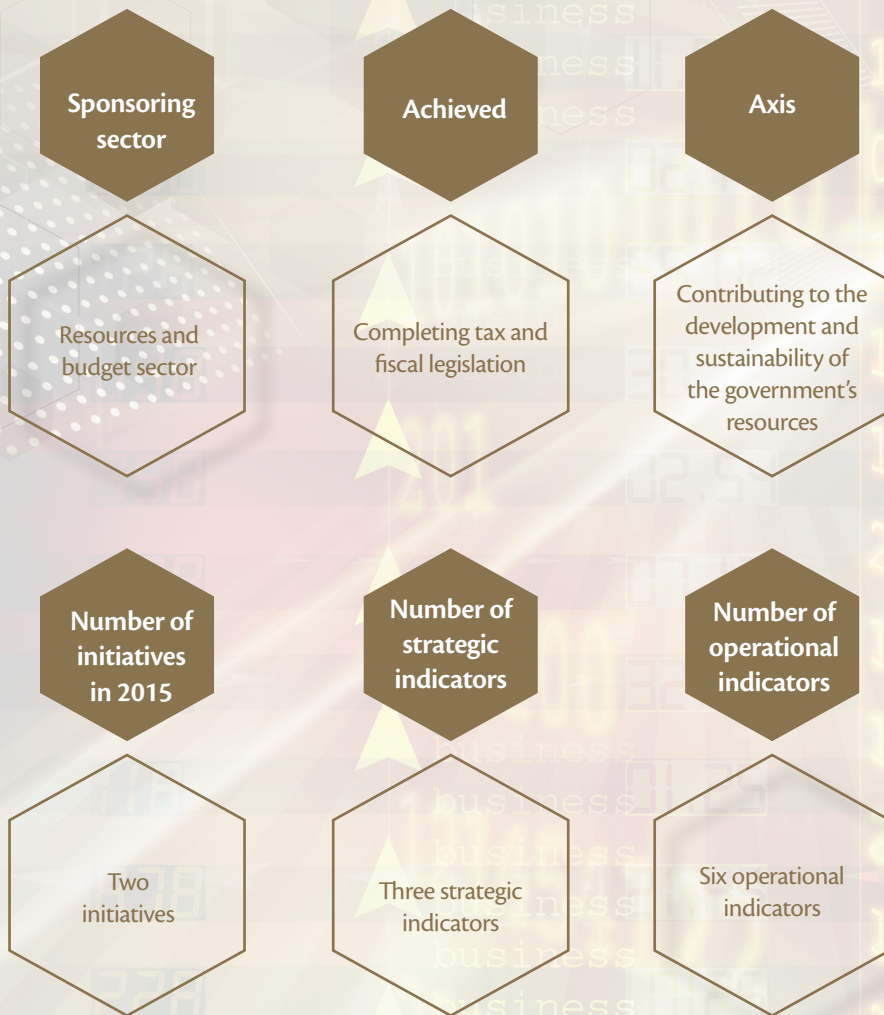 Sponsoring
sector
Achieved
Axis
Resources and
budget sector
Completing tax and
fiscal legislation
Contributing to the
development and
sustainability of
the government's
resources
Number of
initiatives
in 2015
Number of
strategic
indicators
Number of
operational
indicators
Two
initiatives
Three strategic
indicators
Six operational
indicators